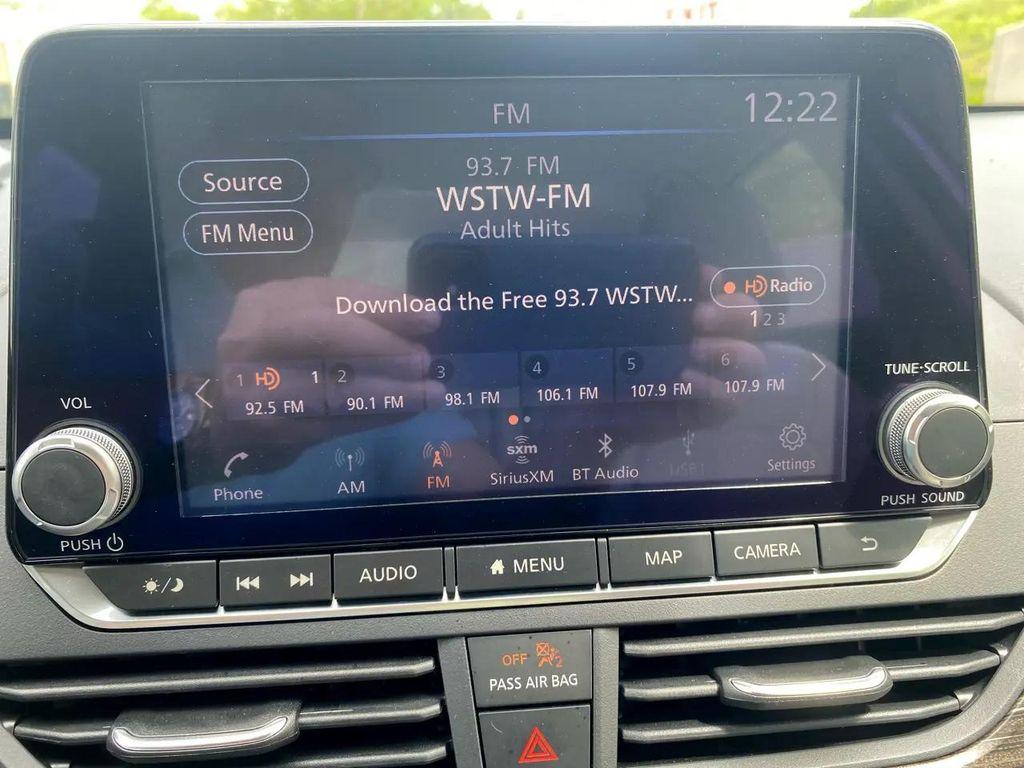 EXIT
FM
12:22
Source
FM Menu
93.7 FM
WSTW-FM
Adult Hits
Download the Free 93.7 WSTW...
HD Radio
1 2 3
1 HD 1
92.5 FM
2
90.1 FM
3
98.1 FM
4
106.1 FM
5
107.9 FM
6
107.9 FM
Phone
AM
FM
sxm
SiriusXM
BT Audio
USB1
Settings
VOL
PUSH
TUNE·SCROLL
PUSH SOUND
AUDIO
MENU
MAP
CAMERA
OFF 2
PASS AIR BAG